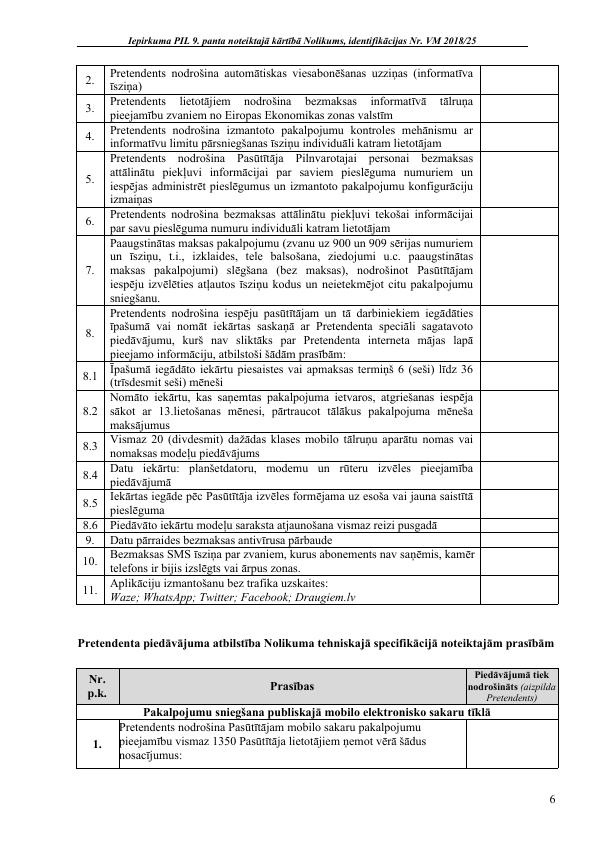 Iepirkuma PIL 9. panta noteiktajā kārtībā Nolikums, identifikācijas Nr. VM 2018/25
2. Pretendents nodrošina automātiskas viesabonēšanas uzziņas (informatīva
īsziņa)
3. Pretendents lietotājiem nodrošina bezmaksas informatīvā tālruņa
pieejamību zvaniem no Eiropas Ekonomikas zonas valstīm
4. Pretendents nodrošina izmantoto pakalpojumu kontroles mehānismu ar
informatīvu limitu pārsniegšanas īsziņu individuāli katram lietotājam
5. Pretendents nodrošina Pasūtītāja Pilnvarotajai personai bezmaksas
attālinātu piekļuvi informācijai par saviem pieslēguma numuriem un
iespējas administrēt pieslēgumus un izmantoto pakalpojumu konfigurāciju
izmaiņas
6. Pretendents nodrošina bezmaksas attālinātu piekļuvi tekošai informācijai
par savu pieslēguma numuru individuāli katram lietotājam
7. Paaugstinātas maksas pakalpojumu (zvanu uz 900 un 909 sērijas numuriem
un īsziņu, t.i., izklaides, tele balsošana, ziedojumi u.c. paaugstinātas
maksas pakalpojumi) slēgšana (bez maksas), nodrošinot Pasūtītājam
iespēju izvēlēties atļautos īsziņu kodus un neietekmējot citu pakalpojumu
sniegšanu.
8. Pretendents nodrošina iespēju pasūtītājam un tā darbiniekiem iegādāties
īpašumā vai nomāt iekārtas saskaņā ar Pretendenta speciāli sagatavoto
piedāvājumu, kurš nav sliktāks par Pretendenta interneta mājas lapā
pieejamo informāciju, atbilstoši šādām prasībām:
8.1 Īpašumā iegādāto iekārtu piesaistes vai apmaksas termiņš 6 (seši) līdz 36
(trīsdesmit seši) mēneši
8.2 Nomāto iekārtu, kas saņemtas pakalpojuma ietvaros, atgriešanas iespēja
sākot ar 13.lietošanas mēnesi, pārtraucot tālākus pakalpojuma mēneša
maksājumus
8.3 Vismaz 20 (divdesmit) dažādas klases mobilo tālruņu aparātu nomas vai
nomaksas modeļu piedāvājums
8.4 Datu iekārtu: planšetdatoru, modemu un rūteru izvēles pieejamība
piedāvājumā
8.5 Iekārtas iegāde pēc Pasūtītāja izvēles formējama uz esoša vai jauna saistītā
pieslēguma
8.6 Piedāvāto iekārtu modeļu saraksta atjaunošana vismaz reizi pusgadā
9. Datu pārraides bezmaksas antivīrusa pārbaude
10. Bezmaksas SMS īsziņa par zvaniem, kurus abonements nav saņēmis, kamēr
telefons ir bijis izslēgts vai ārpus zonas.
11. Aplikāciju izmantošanu bez trafika uzskaites:
Waze; WhatsApp; Twitter; Facebook; Draugiem.lv
Pretendenta piedāvājuma atbilstība Nolikuma tehniskajā specifikācijā noteiktajām prasībām
Nr.
p.k.
Prasības
Piedāvājumā tiek
nodrošināts (aizpilda
Pretendents)
Pakalpojumu sniegšana publiskajā mobilo elektronisko sakaru tīklā
1. Pretendents nodrošina Pasūtītājam mobilo sakaru pakalpojumu
pieejamību vismaz 1350 Pasūtītāja lietotājiem ņemot vērā šādus
nosacījumus:
6